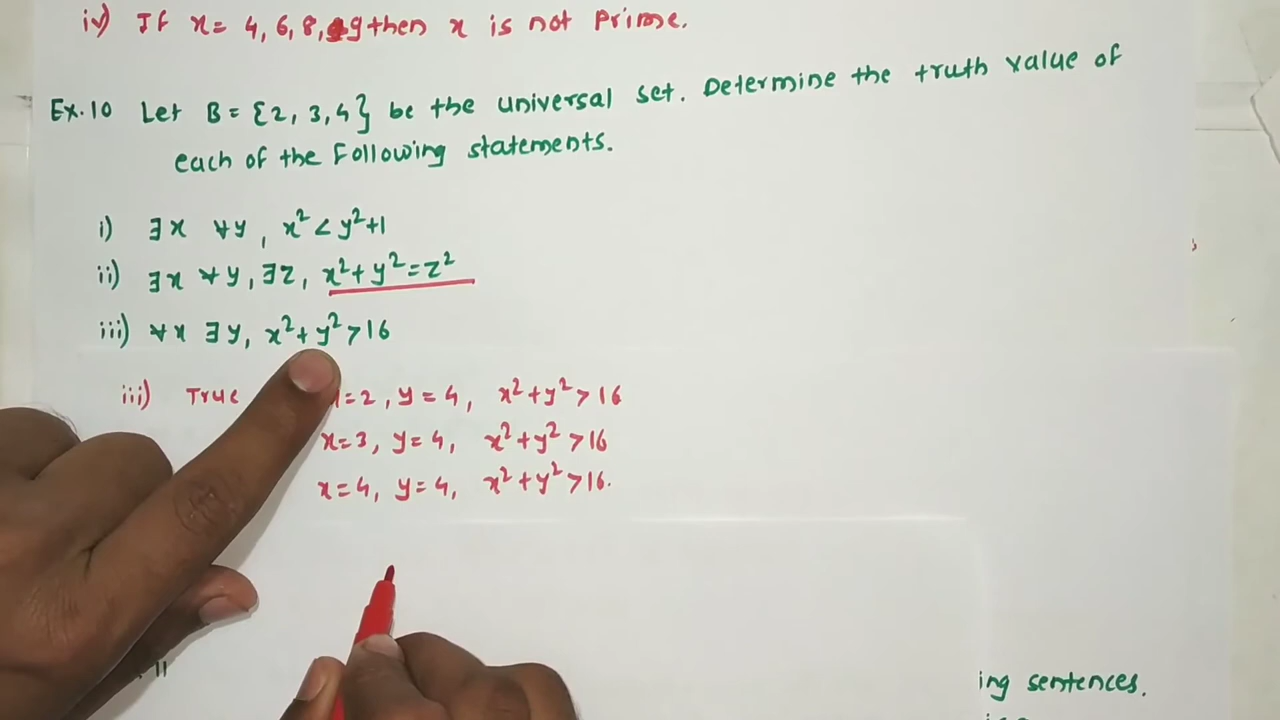 iv) If x = 4, 6, 8, 9 then x is not Prime.
Ex.10 Let B = {2, 3, 4} be the universal set. Determine the truth value of
each of the following statements.
i) ∃x ∀y, x² < y²+1
ii) ∃x ∀y, ∃z, x²+y²=z²
iii) ∀x ∃y, x²+y²>16
iii) True =2, y=4, x²+y²>16
x=3, y=4, x²+y²>16
x=4, y=4, x²+y²>16.
11
ing sentences.